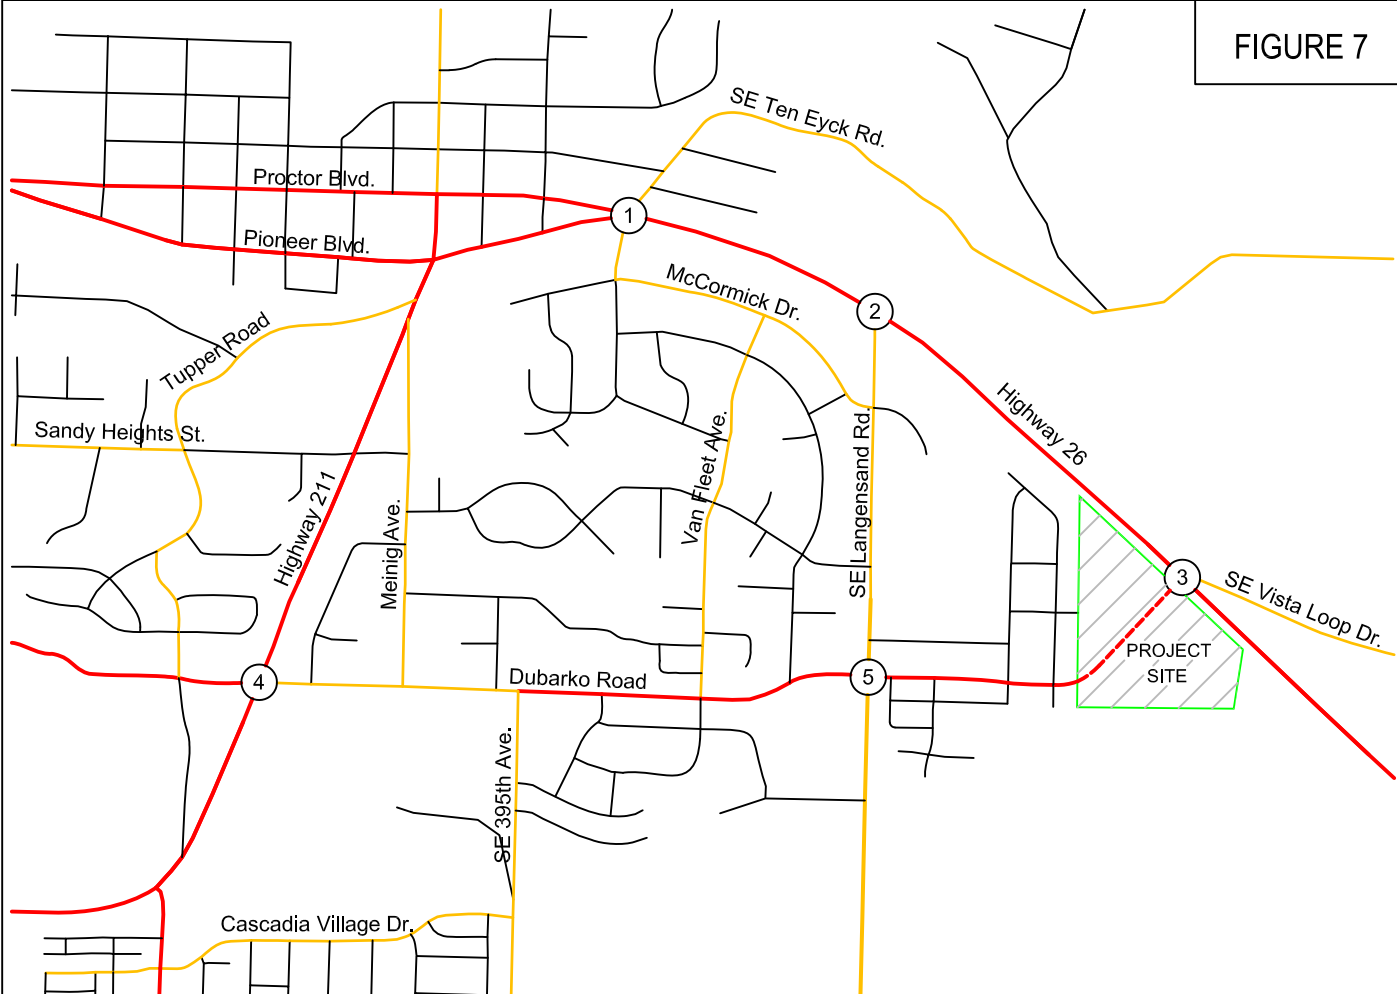 FIGURE 7
SE Ten Eyck Rd.
Proctor Blvd.
1
Pioneer Blvd.
McCormick Dr.
2
Tupper Road
Highway 26
Sandy Heights St.
Van Fleet Ave.
SE Langensand Rd.
Highway 211
Meinig Ave.
3
SE Vista Loop Dr.
PROJECT
SITE
4
Dubarko Road
5
SE 395th Ave.
Cascadia Village Dr.